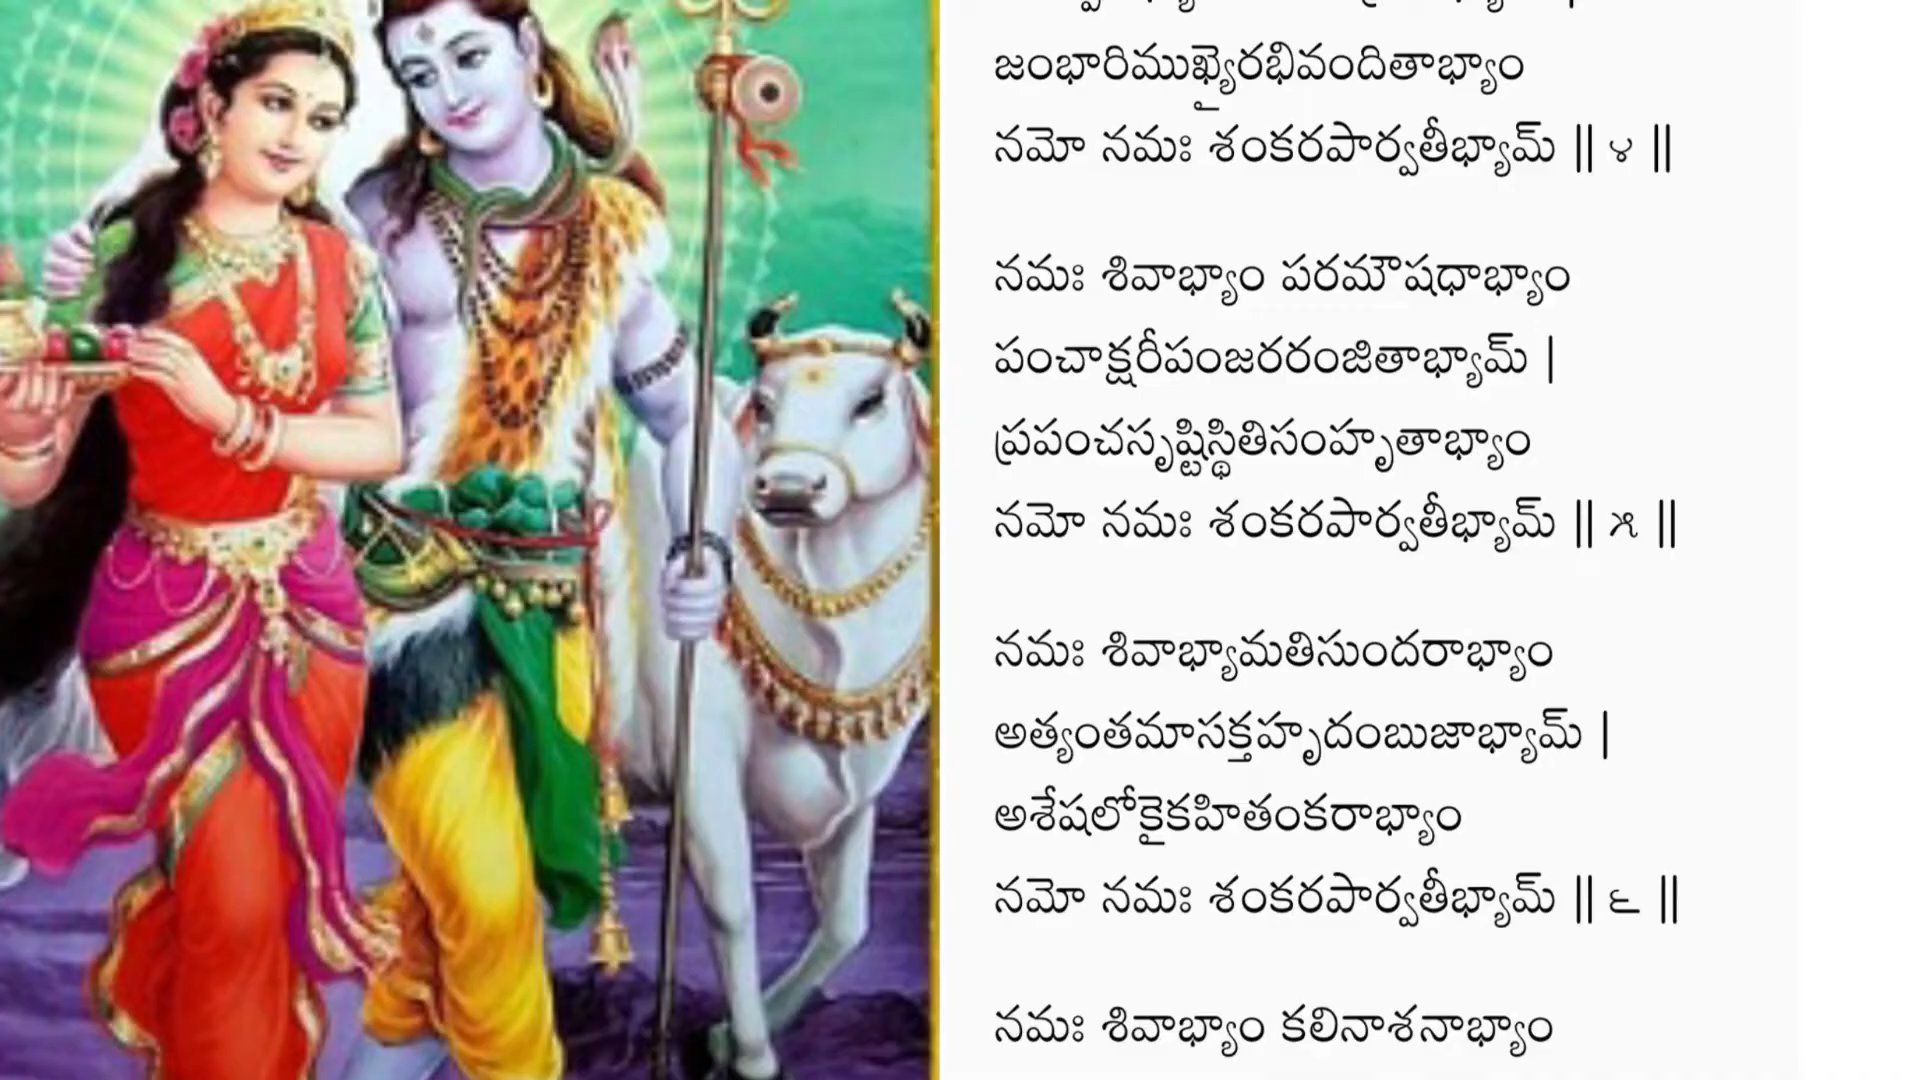 జంభారిముఖ్యైరభివందితాభ్యాం
నమో నమః శంకరపార్వతీభ్యామ్ || ౪ ||
నమః శివాభ్యాం పరమౌషధాభ్యాం
పంచాక్షరీపంజరరంజితాభ్యామ్ |
ప్రపంచసృష్టిస్థితిసంహృతాభ్యాం
నమో నమః శంకరపార్వతీభ్యామ్ || ౫ ||
నమః శివాభ్యామతిసుందరాభ్యాం
అత్యంతమాసక్తహృదంబుజాభ్యామ్ |
అశేషలోకైకహితంకరాభ్యాం
నమో నమః శంకరపార్వతీభ్యామ్ || ౬ ||
నమః శివాభ్యాం కలినాశనాభ్యాం